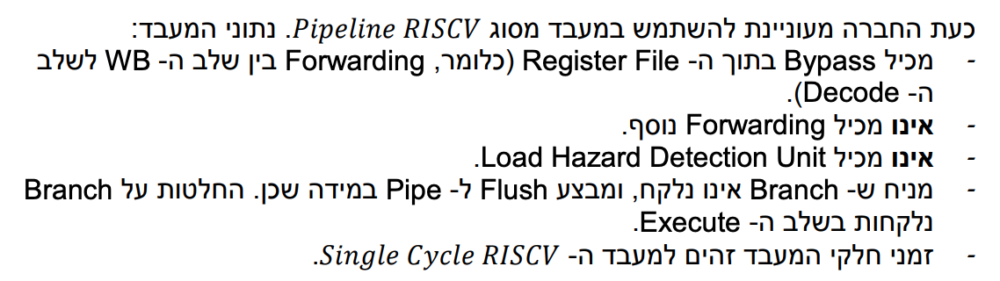 כעת החברה מעוניינת להשתמש במעבד מסוג Pipeline RISCV. נתוני המעבד:
- מכיל Bypass בתוך ה- Register File (כלומר, Forwarding בין שלב ה- WB לשלב
ה- Decode).
- אינו מכיל Forwarding נוסף.
- אינו מכיל Load Hazard Detection Unit.
- מניח ש- Branch אינו נלקח, ומבצע Flush ל- Pipe במידה שכן. החלטות על Branch
נלקחות בשלב ה- Execute.
- זמני חלקי המעבד זהים למעבד ה- Single Cycle RISCV.